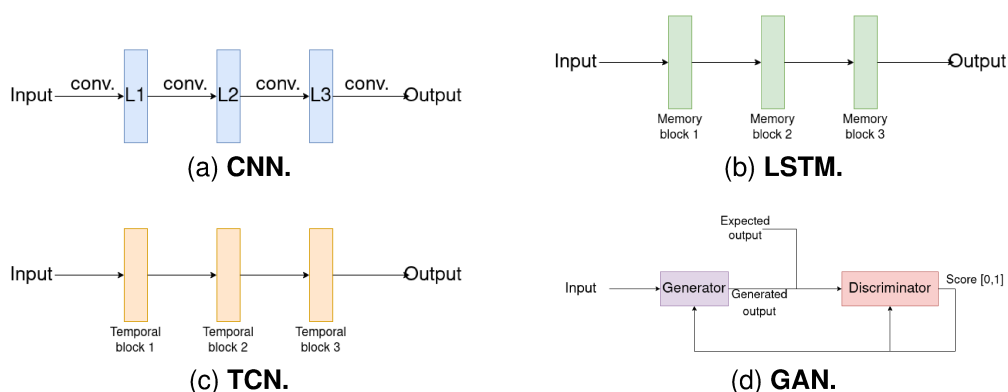 Input conv. L1 conv. L2 conv. L3 conv. Output
(a) CNN.
Input Output
Memory block 1
Memory block 2
Memory block 3
(b) LSTM.
Input Output
Temporal block 1
Temporal block 2
Temporal block 3
(c) TCN.
Expected
output
Input Generator Generated Discriminator Score [0,1]
output
(d) GAN.